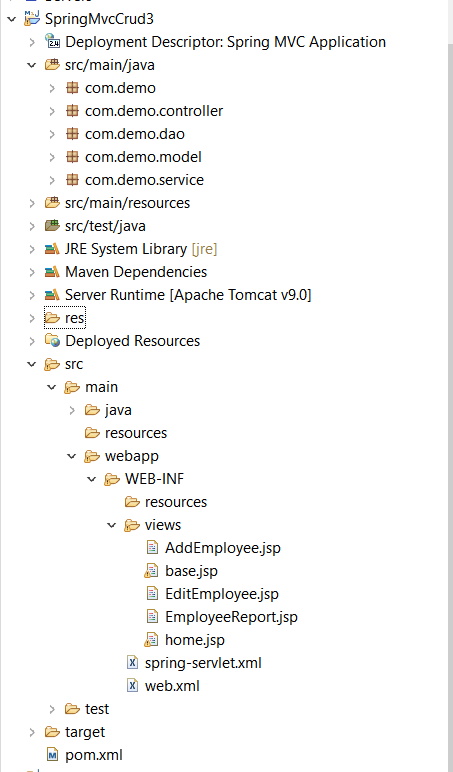 SpringMvcCrud3
2.4 Deployment Descriptor: Spring MVC Application
src/main/java
com.demo
com.demo.controller
com.demo.dao
com.demo.model
com.demo.service
src/main/resources
src/test/java
JRE System Library [jre]
Maven Dependencies
Server Runtime [Apache Tomcat v9.0]
res
Deployed Resources
src
main
java
resources
webapp
WEB-INF
resources
views
AddEmployee.jsp
base.jsp
EditEmployee.jsp
EmployeeReport.jsp
home.jsp
spring-servlet.xml
web.xml
test
target
pom.xml